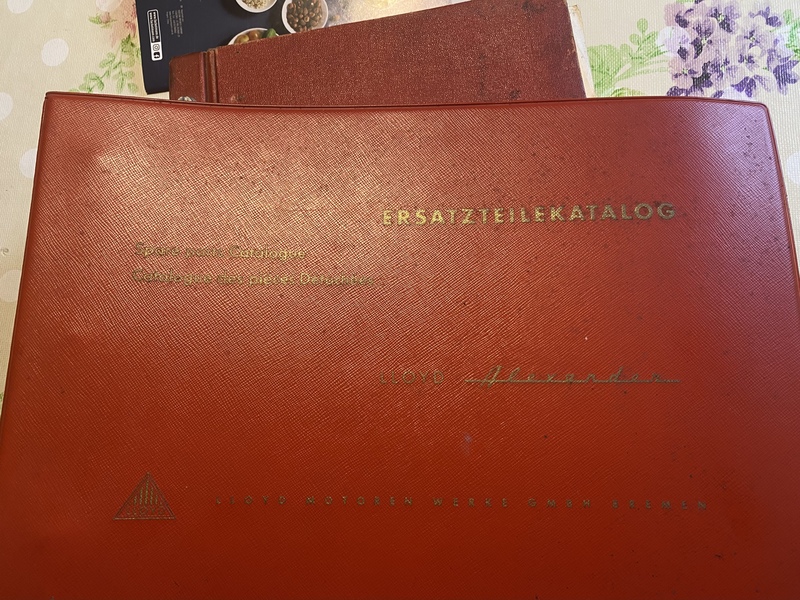 ERSATZTEILEKATALOG
Spare parts Catalogue
Catalogue des pièces Détachées
LLOYD Alexander
LLOYD MOTOREN WERKE GMBH BREMEN